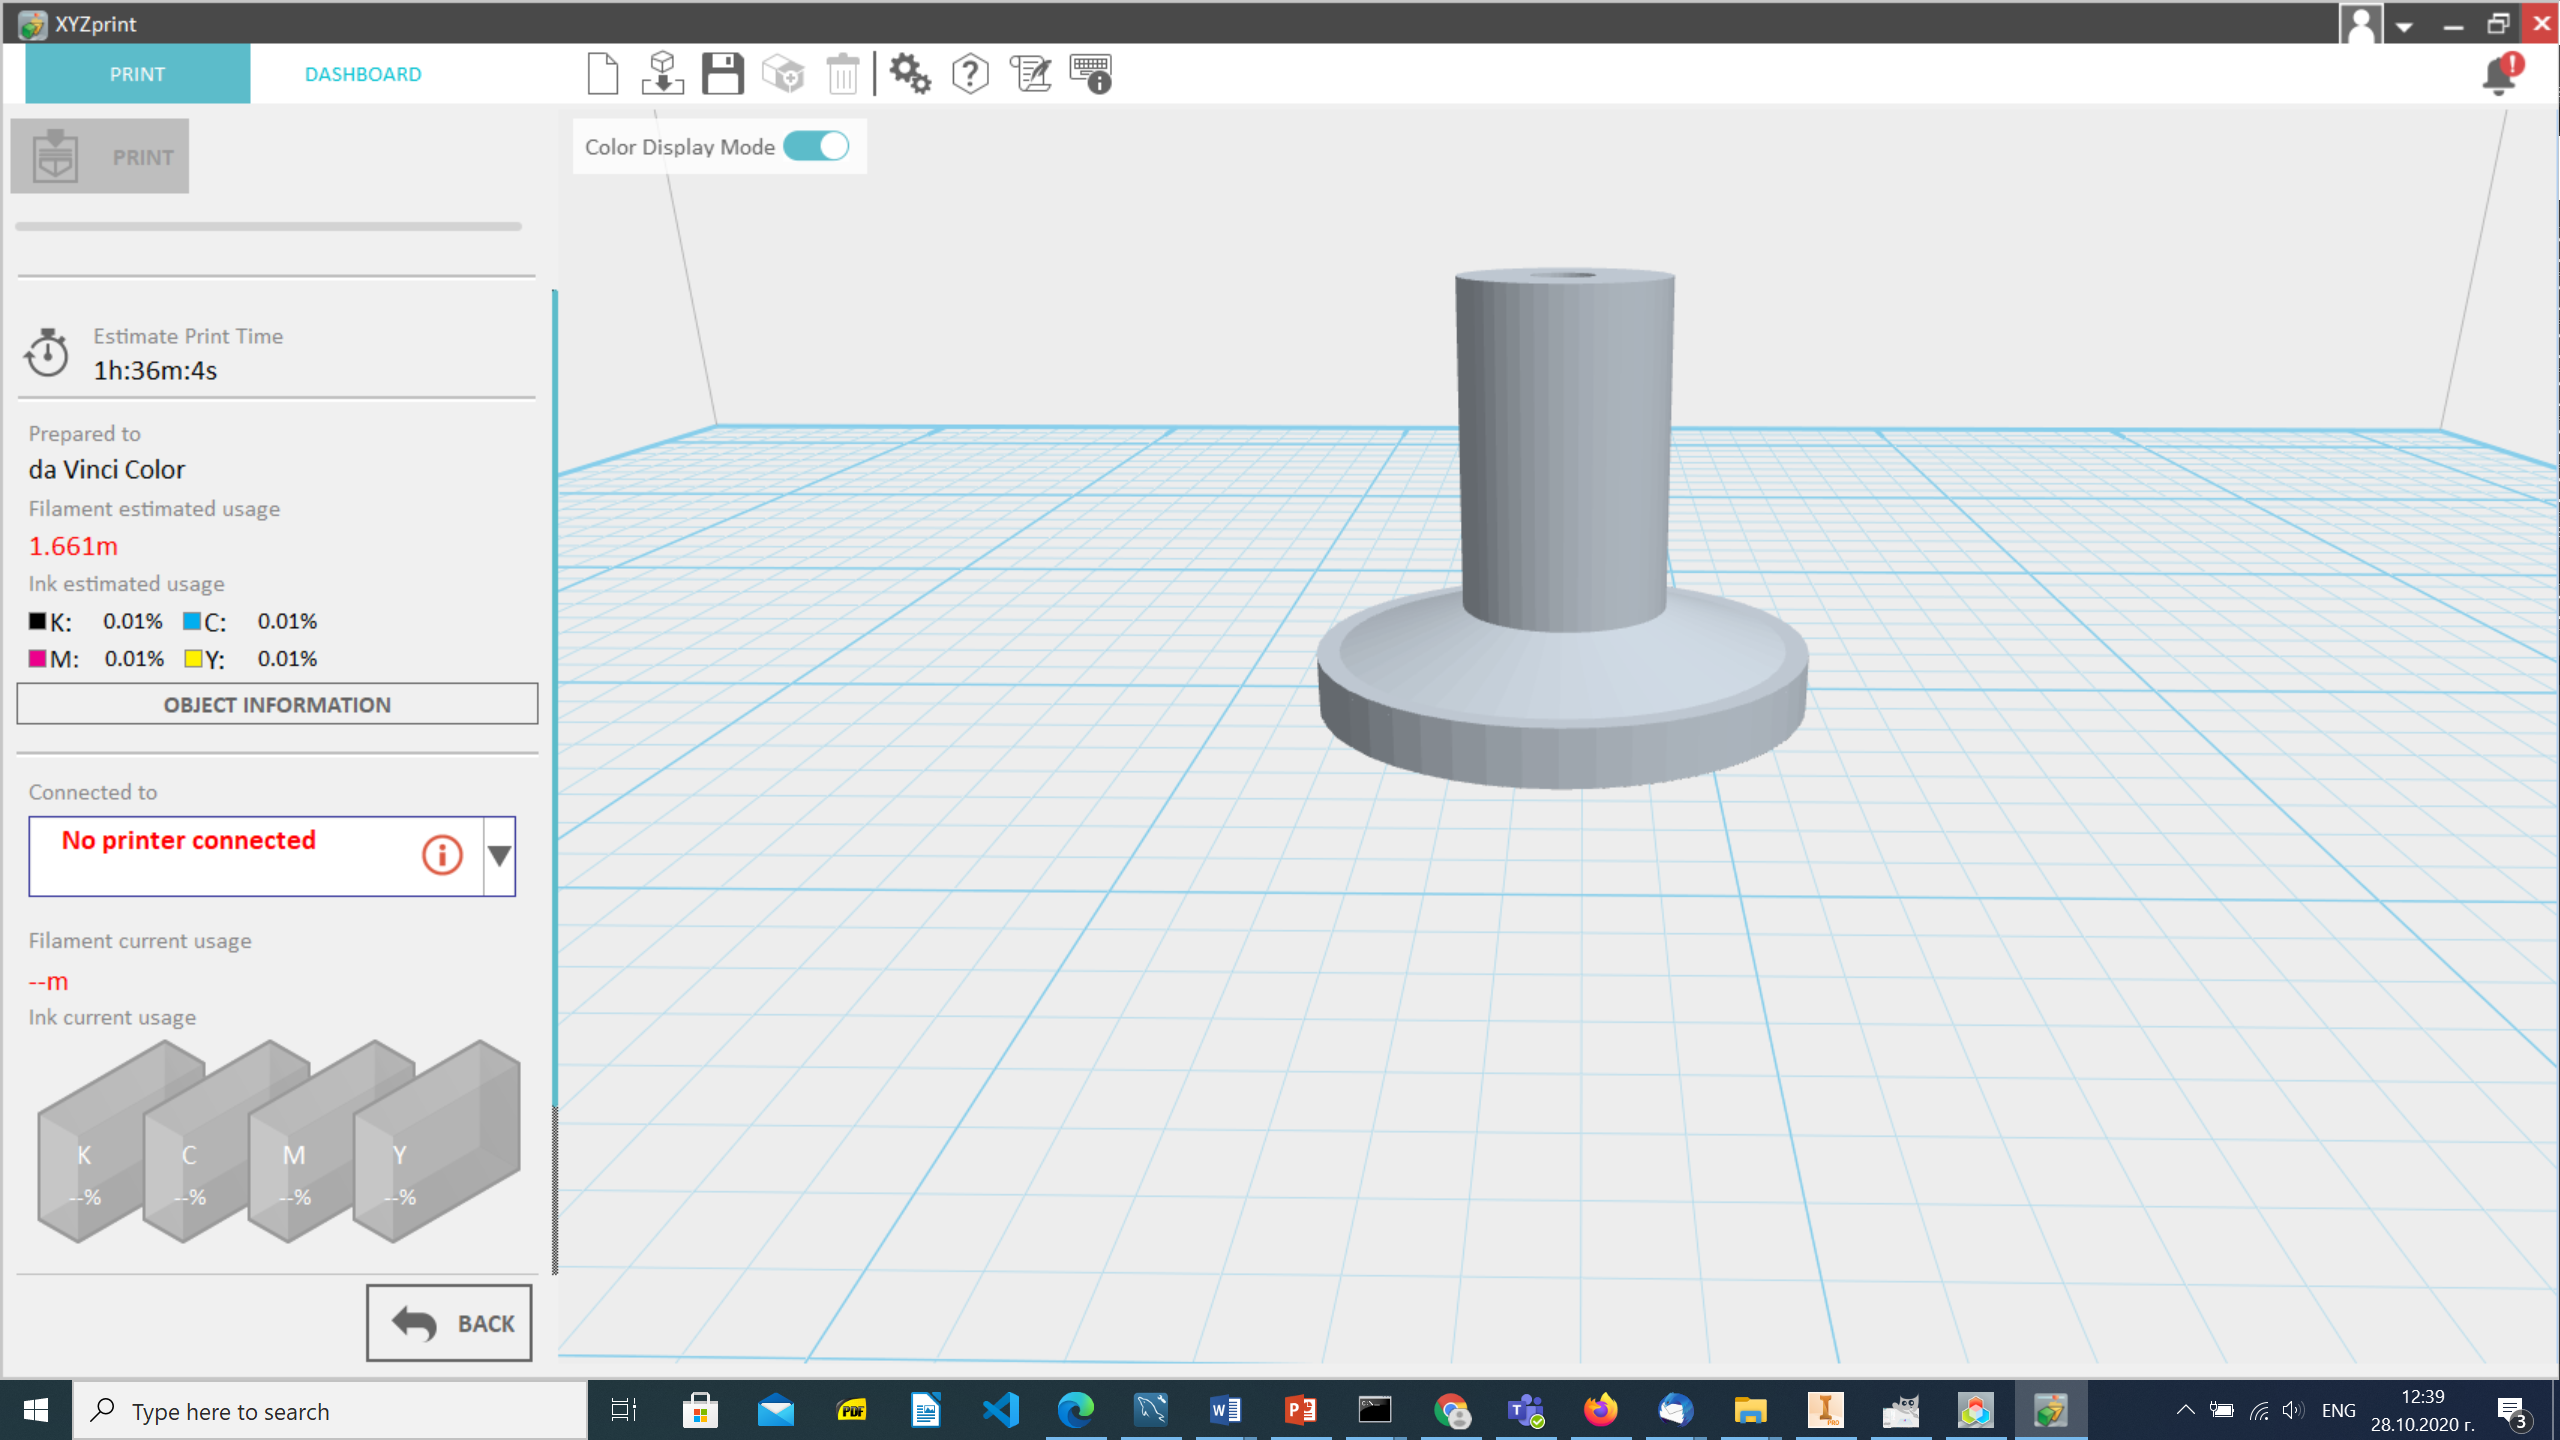 XYZprint
PRINT
DASHBOARD
PRINT
Color Display Mode
Estimate Print Time
1h:36m:4s
Prepared to
da Vinci Color
Filament estimated usage
1.661m
Ink estimated usage
K: 0.01% C: 0.01%
M: 0.01% Y: 0.01%
OBJECT INFORMATION
Connected to
No printer connected
Filament current usage
--m
Ink current usage
K C M Y
--% --% --% --%
BACK
Type here to search
PDF
ENG
12:39
28.10.2020 г.
3